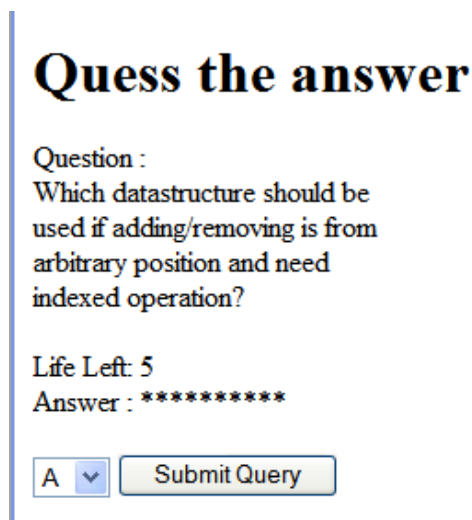 Quess the answer
Question :
Which datastructure should be
used if adding/removing is from
arbitrary position and need
indexed operation?
Life Left: 5
Answer : **********
A Submit Query